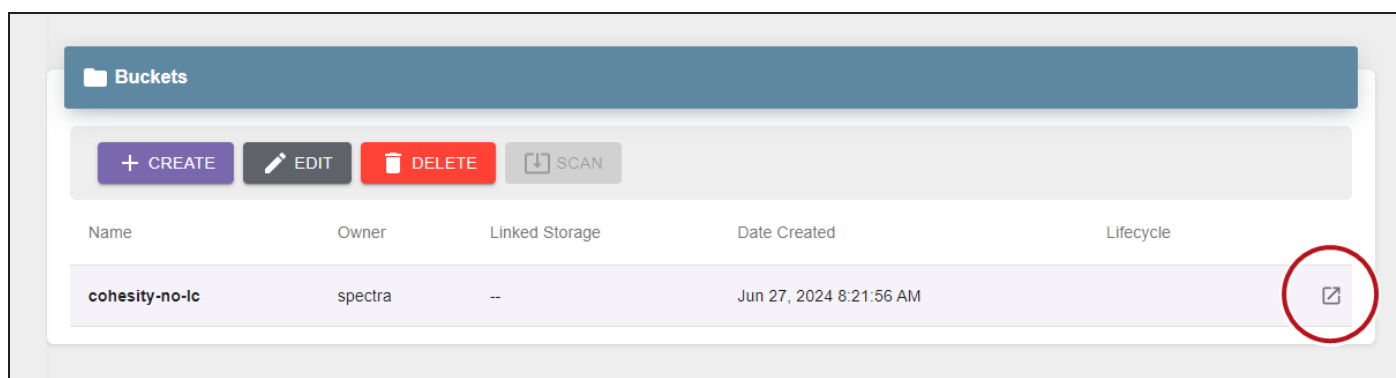 Buckets
CREATE EDIT DELETE SCAN
Name Owner Linked Storage Date Created Lifecycle
cohesity-no-lc spectra -- Jun 27, 2024 8:21:56 AM